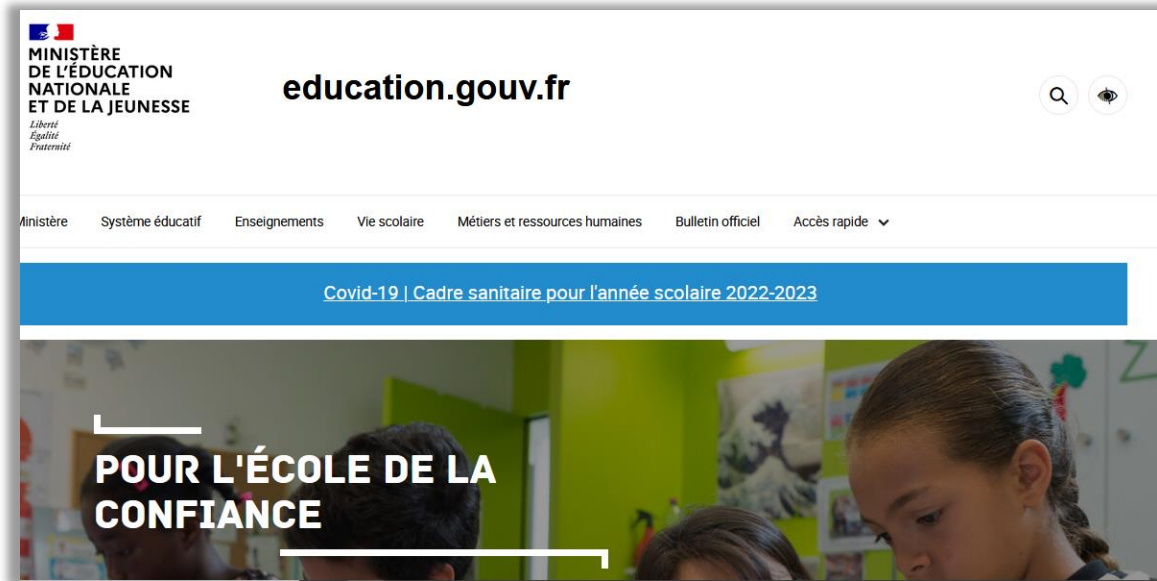 MINISTÈRE
DE L'ÉDUCATION
NATIONALE
ET DE LA JEUNESSE
Liberté
Égalité
Fraternité
education.gouv.fr
Ministère Système éducatif Enseignements Vie scolaire Métiers et ressources humaines Bulletin officiel Accès rapide
Covid-19 | Cadre sanitaire pour l'année scolaire 2022-2023
POUR L'ÉCOLE DE LA
CONFIANCE